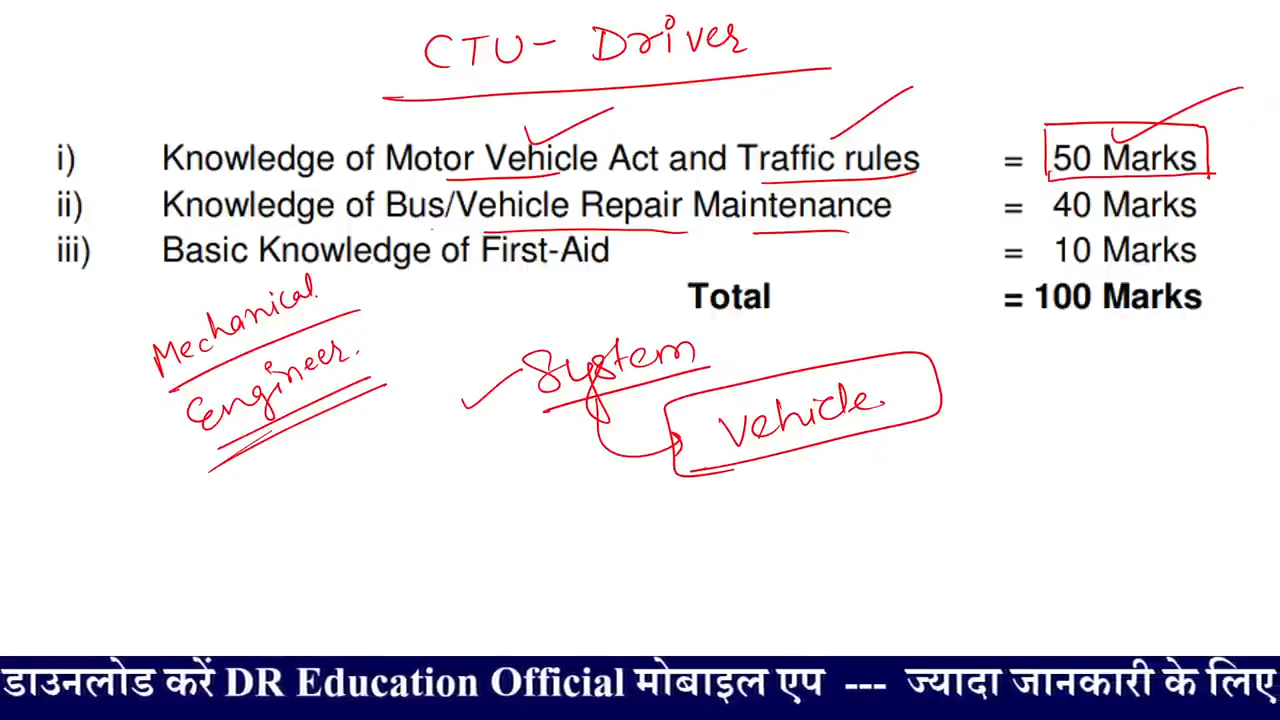 CTU - Driver
i) Knowledge of Motor Vehicle Act and Traffic rules = 50 Marks
ii) Knowledge of Bus/Vehicle Repair Maintenance = 40 Marks
iii) Basic Knowledge of First-Aid = 10 Marks
Total = 100 Marks
Mechanical
Engineer.
System
Vehicle.
डाउनलोड करें DR Education Official मोबाइल एप --- ज्यादा जानकारी के लिए